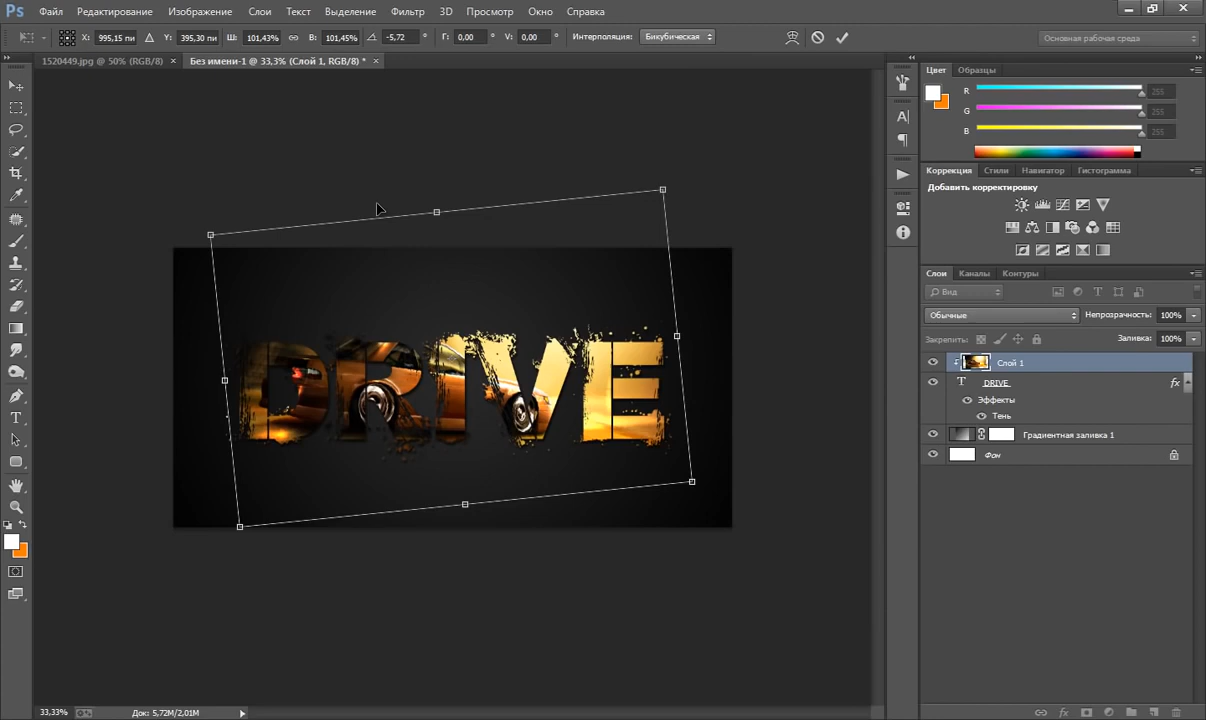 Ps Файл Редактирование Изображение Слои Текст Выделение Фильтр 3D Просмотр Окно Справка
X: 995,15 пи Y: 395,30 пи Ш: 101,43% В: 101,45% -5,72 ° Г: 0,00 ° V: 0,00 ° Интерполяция: Бикубическая Основная рабочая среда
1520449.jpg @ 50% (RGB/8) × Без имени-1 @ 33,3% (Слой 1, RGB/8) * ×
Цвет Образцы
R 255
G 255
B 255
Коррекция Стили Навигатор Гистограмма
Добавить корректировку
Слои Каналы Контуры
Вид
Обычные Непрозрачность: 100%
Закрепить: Заливка: 100%
Слой 1
T DRIVE fx
Эффекты
Тень
Градиентная заливка 1
Фон
DRIVE
33,33% Док: 5,72M/2,01M